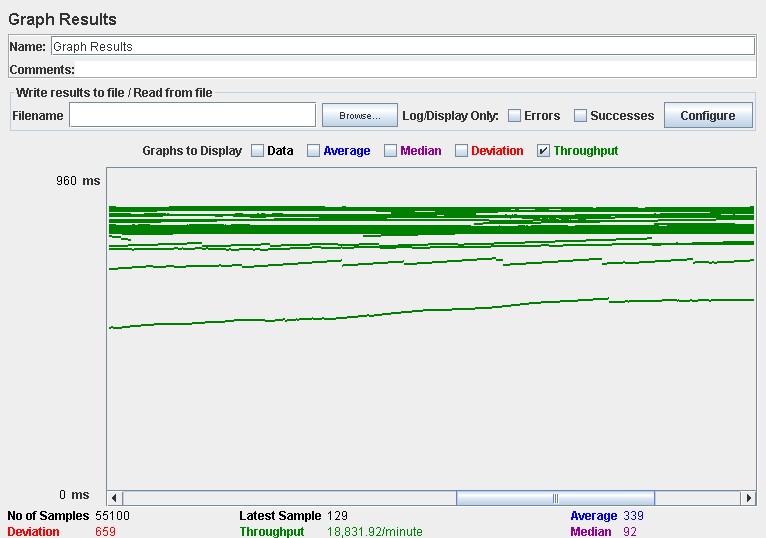 Graph Results
Name: Graph Results
Comments:
Write results to file / Read from file
Filename Browse... Log/Display Only: Errors Successes Configure
Graphs to Display Data Average Median Deviation Throughput
960 ms
0 ms
No of Samples 55100 Latest Sample 129 Average 339
Deviation 659 Throughput 18,831.92/minute Median 92